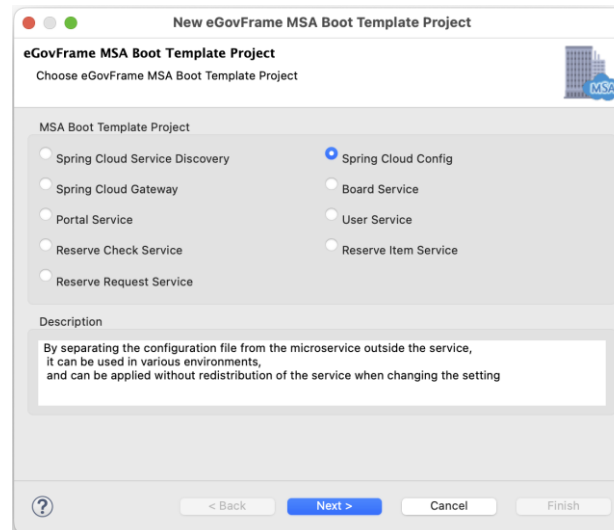 New eGovFrame MSA Boot Template Project
eGovFrame MSA Boot Template Project
Choose eGovFrame MSA Boot Template Project
MSA
MSA Boot Template Project
Spring Cloud Service Discovery
Spring Cloud Config
Spring Cloud Gateway
Board Service
Portal Service
User Service
Reserve Check Service
Reserve Item Service
Reserve Request Service
Description
By separating the configuration file from the microservice outside the service,
it can be used in various environments,
and can be applied without redistribution of the service when changing the setting
?
< Back
Next >
Cancel
Finish